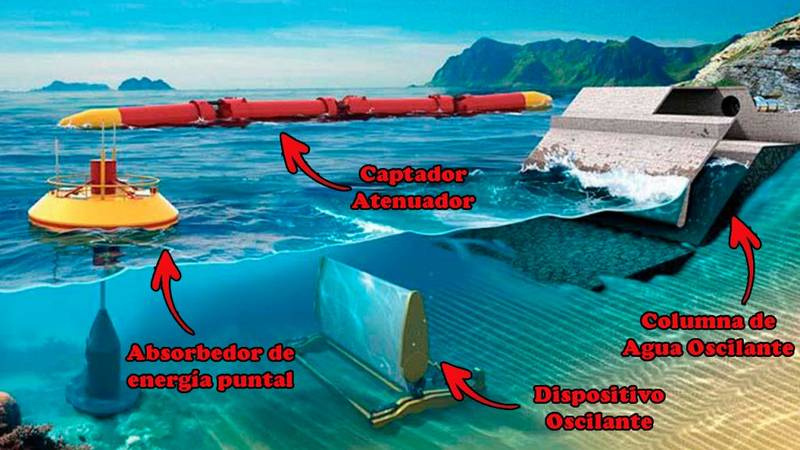 Captador
Atenuador
Absorbedor de
energía puntal
Dispositivo
Oscilante
Columna de
Agua Oscilante